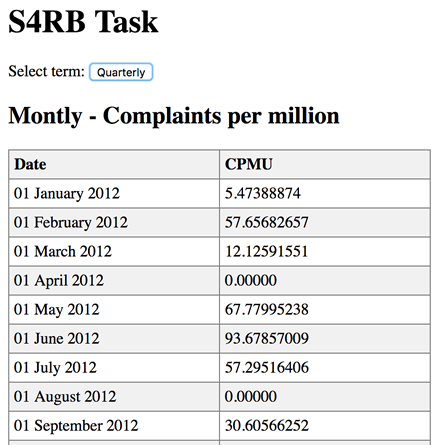 S4RB Task
Select term: Quarterly
Montly - Complaints per million
Date CPMU
01 January 2012 5.47388874
01 February 2012 57.65682657
01 March 2012 12.12591551
01 April 2012 0.00000
01 May 2012 67.77995238
01 June 2012 93.67857009
01 July 2012 57.29516406
01 August 2012 0.00000
01 September 2012 30.60566252